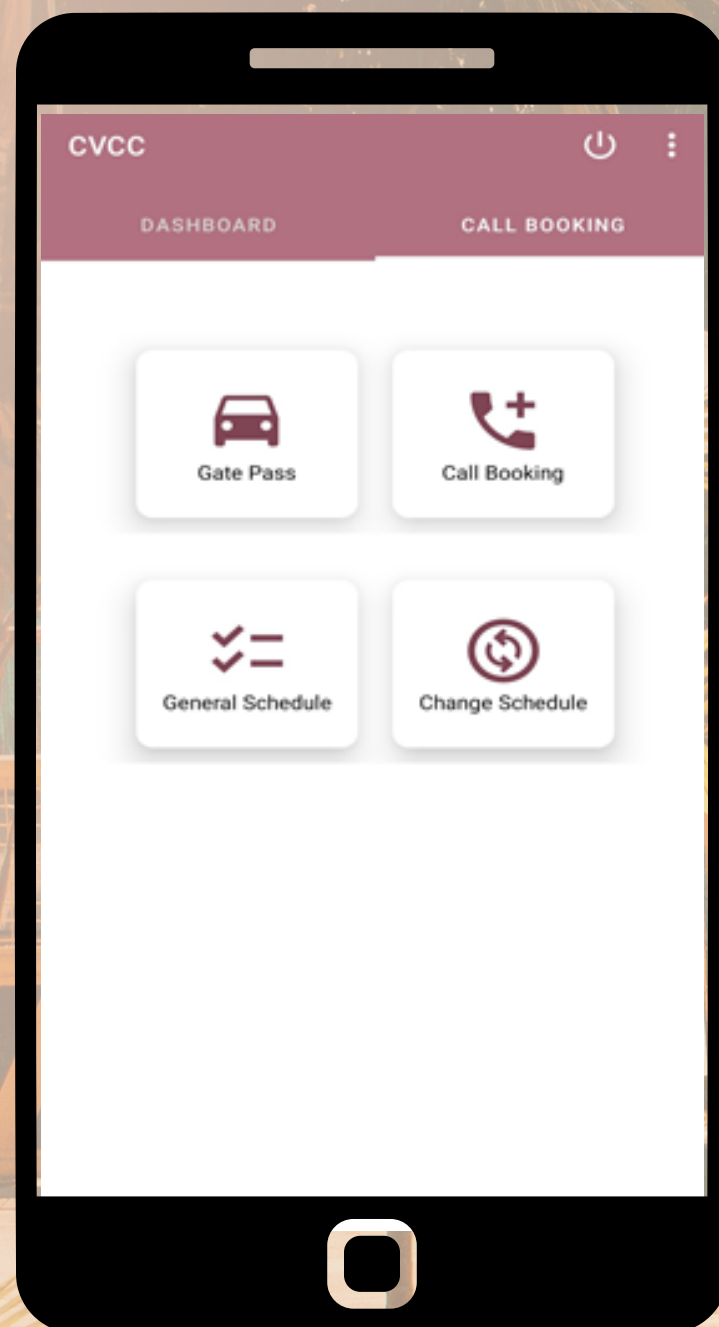 CVCC
DASHBOARD CALL BOOKING
Gate Pass Call Booking
General Schedule Change Schedule